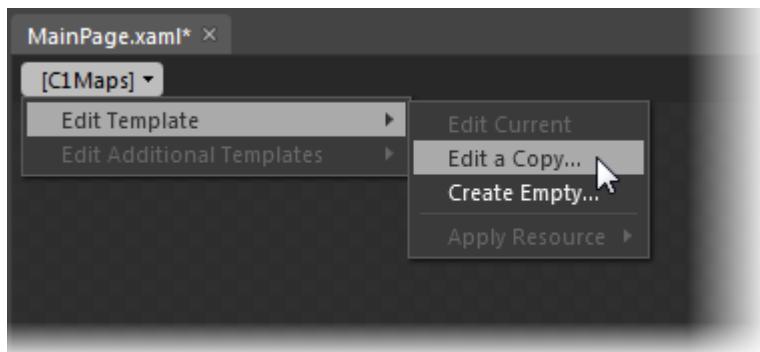 MainPage.xaml* ×
[C1Maps]
Edit Template
Edit Additional Templates
Edit Current
Edit a Copy...
Create Empty...
Apply Resource